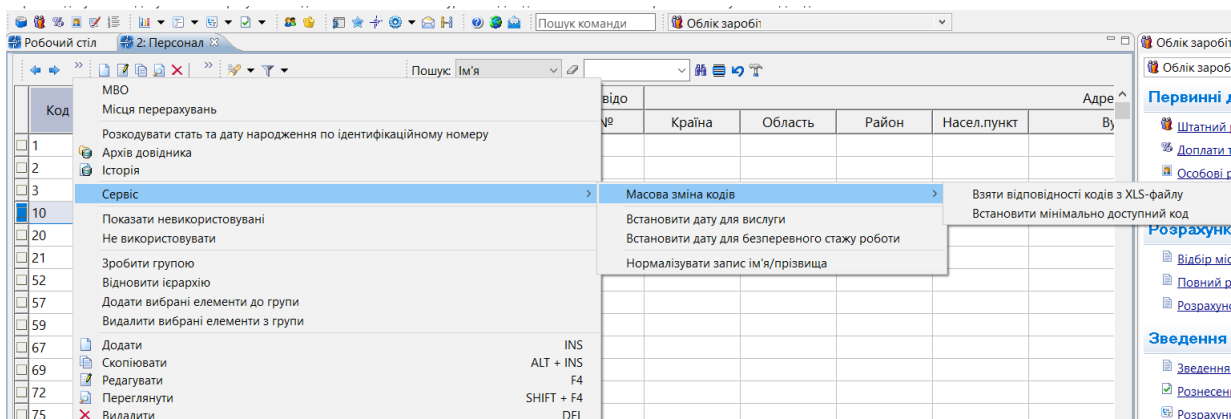 Пошук команди
Облік заробіт
Робочий стіл
2: Персонал
Облік заробіт
Пошук: Ім'я
Облік зароб
МВО
Місця перерахувань
Розкодувати стать та дату народження по ідентифікаційному номеру
Архів довідника
Історія
Сервіс
Показати невикористовувані
Не використовувати
Зробити групою
Відновити ієрархію
Додати вибрані елементи до групи
Видалити вибрані елементи з групи
Додати INS
Скопіювати ALT + INS
Редагувати F4
Переглянути SHIFT + F4
Видалити DEL
Масова зміна кодів
Встановити дату для вислуги
Встановити дату для безперевного стажу роботи
Нормалізувати запис ім'я/прізвища
Взяти відповідності кодів з XLS-файлу
Встановити мінімально доступний код
Код
відо
№
Адре
Країна
Область
Район
Насел.пункт
Ву
1
2
3
10
20
21
52
57
59
67
69
72
75
Первинні д
Штатний
Доплати т
Особові р
Розрахунк
Відбір міс
Повний р
Розрахуно
Зведення
Зведення
Рознесен
Розрахун